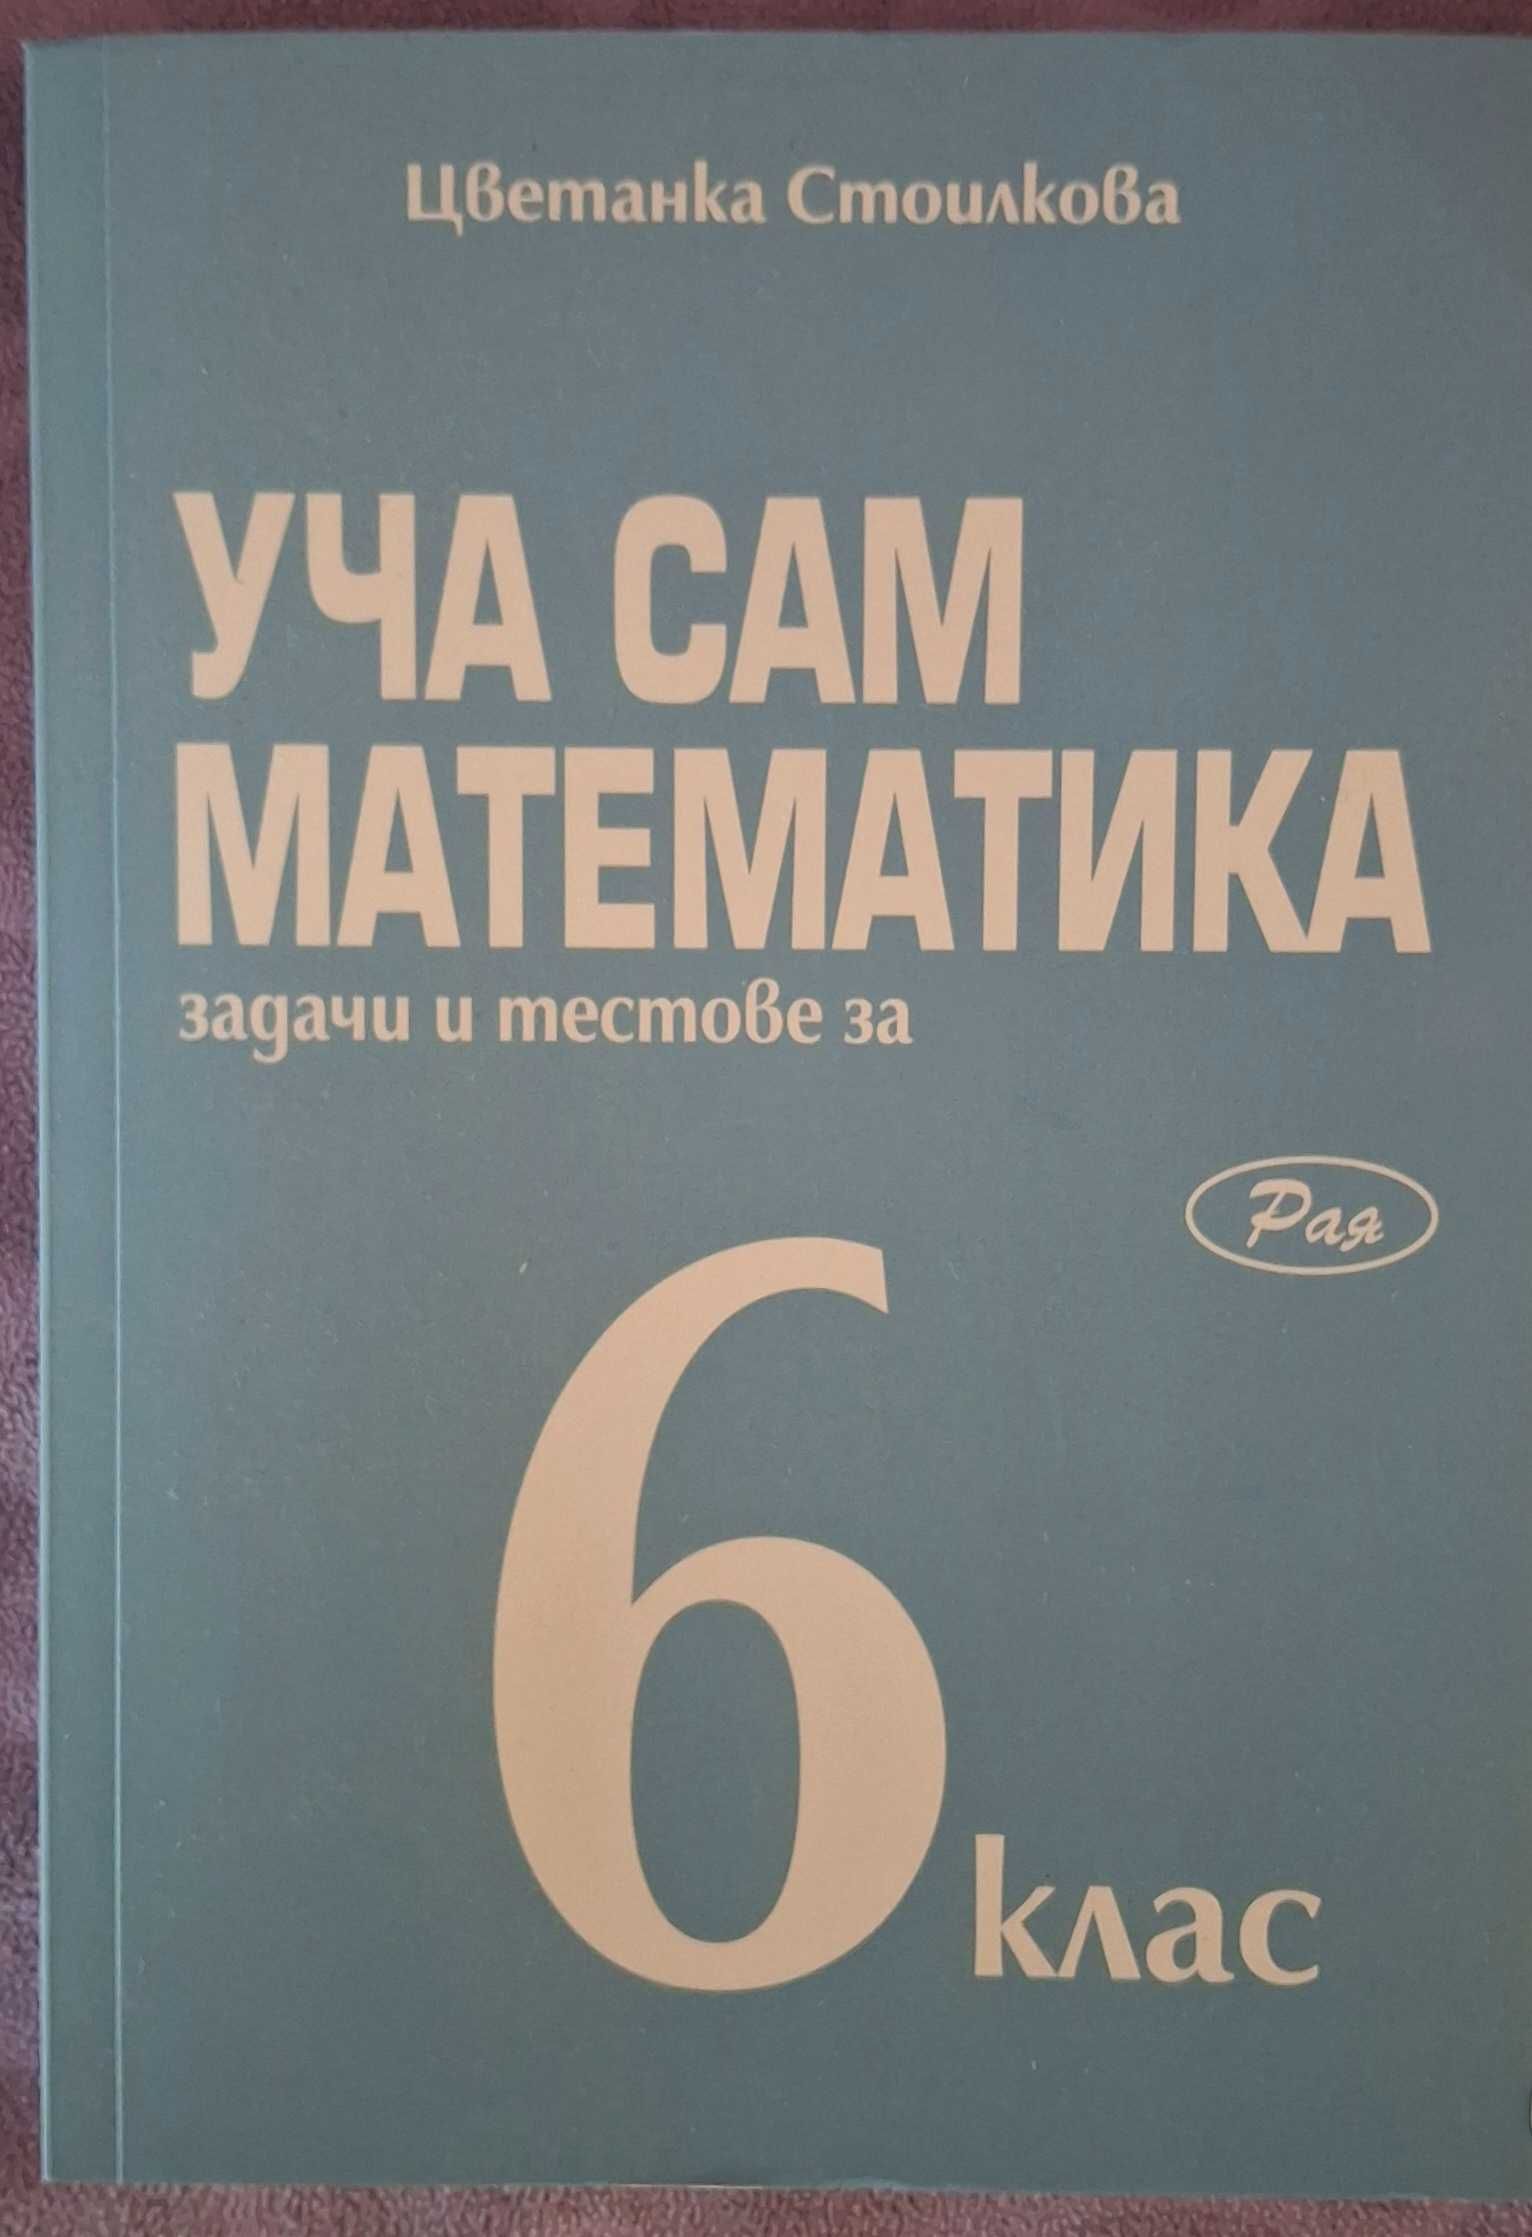 Цветанка Стоилкова
УЧА САМ
МАТЕМАТИКА
задачи и тестове за
Рая
6 клас